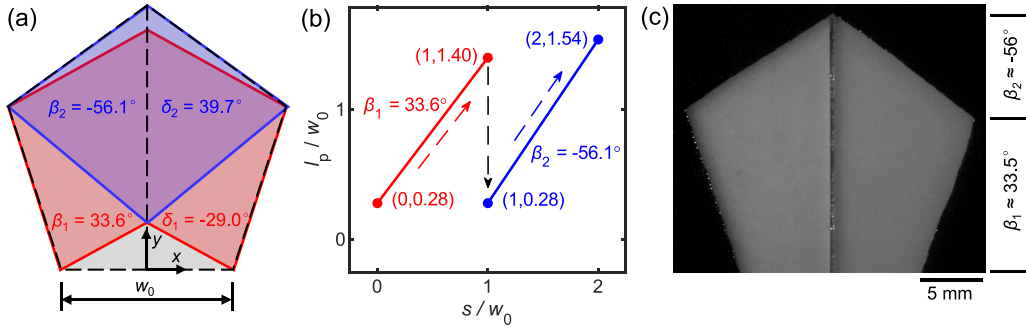 (a)
β₂ = -56.1°
δ₂ = 39.7°
β₁ = 33.6°
δ₁ = -29.0°
y
x
w₀
(b)
lₚ / w₀
1
0
(1,1.40)
(2,1.54)
β₁ = 33.6°
β₂ = -56.1°
(0,0.28)
(1,0.28)
0
1
2
s / w₀
(c)
β₂ ≈ -56°
β₁ ≈ 33.5°
5 mm